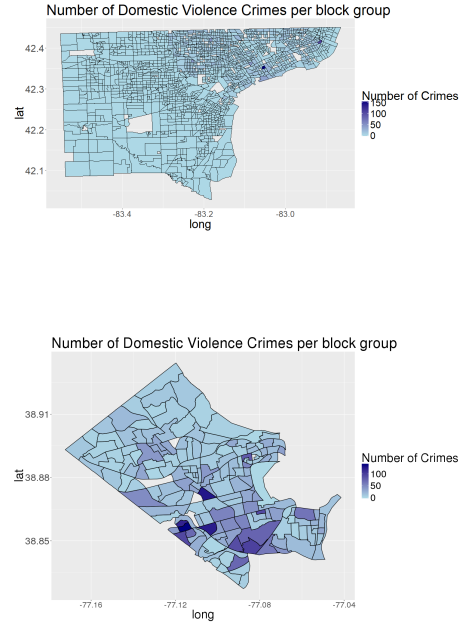 Number of Domestic Violence Crimes per block group
42.4
42.3
42.2
42.1
lat
-83.4
-83.2
-83.0
long
Number of Crimes
150
100
50
0
Number of Domestic Violence Crimes per block group
38.91
38.88
38.85
lat
-77.16
-77.12
-77.08
-77.04
long
Number of Crimes
100
50
0